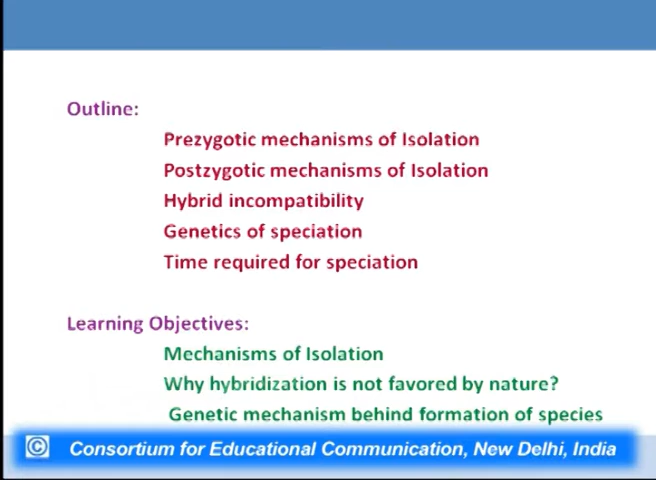 Outline:
Prezygotic mechanisms of Isolation
Postzygotic mechanisms of Isolation
Hybrid incompatibility
Genetics of speciation
Time required for speciation
Learning Objectives:
Mechanisms of Isolation
Why hybridization is not favored by nature?
Genetic mechanism behind formation of species
© Consortium for Educational Communication, New Delhi, India